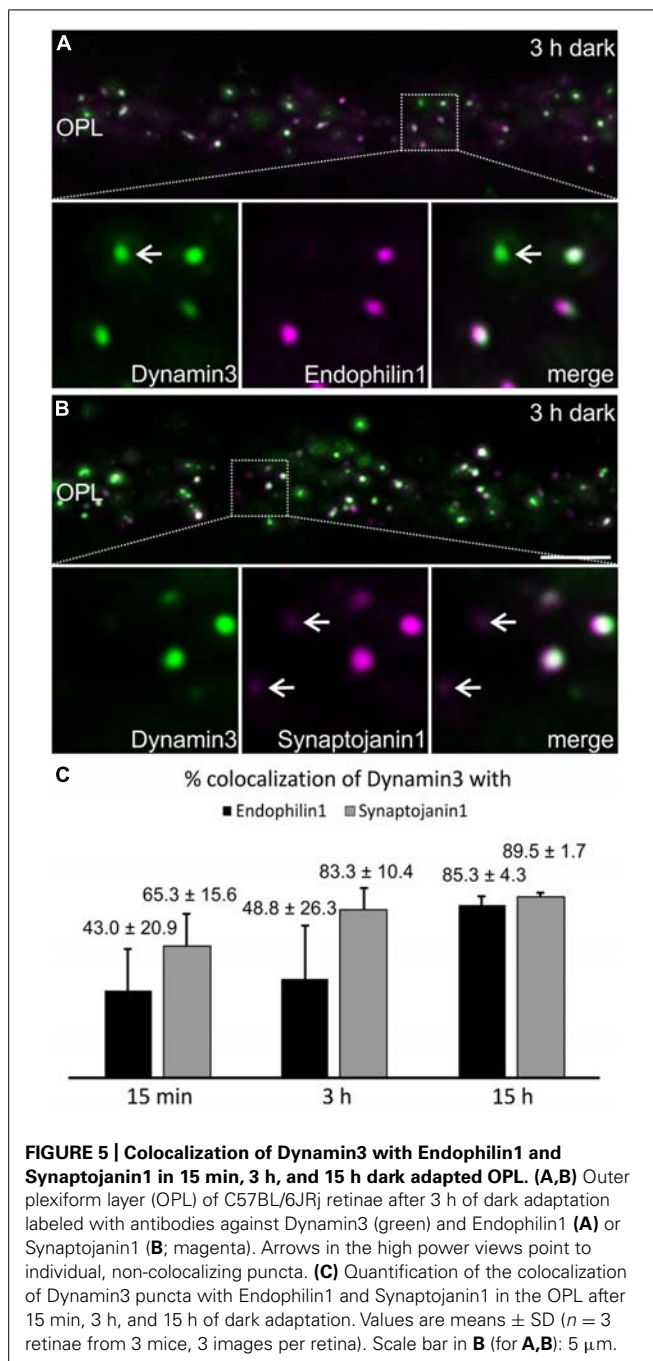 A
3 h dark
OPL
Dynamin3
Endophilin1
merge
B
3 h dark
OPL
Dynamin3
Synaptojanin1
merge
C
% colocalization of Dynamin3 with
Endophilin1 Synaptojanin1
43.0 ± 20.9
65.3 ± 15.6
48.8 ± 26.3
83.3 ± 10.4
85.3 ± 4.3
89.5 ± 1.7
15 min 3 h 15 h
FIGURE 5 | Colocalization of Dynamin3 with Endophilin1 and
Synaptojanin1 in 15 min, 3 h, and 15 h dark adapted OPL. (A,B) Outer
plexiform layer (OPL) of C57BL/6JRj retinae after 3 h of dark adaptation
labeled with antibodies against Dynamin3 (green) and Endophilin1 (A) or
Synaptojanin1 (B; magenta). Arrows in the high power views point to
individual, non-colocalizing puncta. (C) Quantification of the colocalization
of Dynamin3 puncta with Endophilin1 and Synaptojanin1 in the OPL after
15 min, 3 h, and 15 h of dark adaptation. Values are means ± SD (n = 3
retinae from 3 mice, 3 images per retina). Scale bar in B (for A,B): 5 μm.